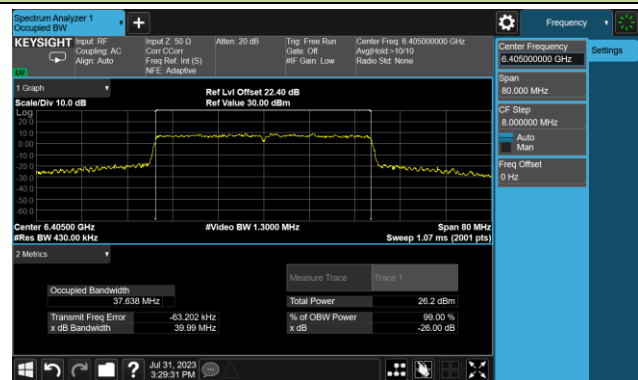 Spectrum Analyzer 1
Occupied BW
+
Frequency
KEYSIGHT
Input: RF
Coupling: AC
Align: Auto
Input Z: 50 Ω
Corr CCorr
Freq Ref: Int (S)
NFE: Adaptive
Atten: 20 dB
Trig: Free Run
Gate: Off
#IF Gain: Low
Center Freq: 6.405000000 GHz
Avg|Hold:>10/10
Radio Std: None
LV
Center Frequency
6.405000000 GHz
Settings
Span
80.000 MHz
CF Step
8.000000 MHz
Auto
Man
Freq Offset
0 Hz
1 Graph
Scale/Div 10.0 dB
Ref Lvl Offset 22.40 dB
Ref Value 30.00 dBm
Log
20.0
10.0
0.00
-10.0
-20.0
-30.0
-40.0
-50.0
-60.0
Center 6.40500 GHz
#Video BW 1.3000 MHz
Span 80 MHz
#Res BW 430.00 kHz
Sweep 1.07 ms (2001 pts)
2 Metrics
Measure Trace
Trace 1
Occupied Bandwidth
37.638 MHz
Total Power
26.2 dBm
Transmit Freq Error
-63.202 kHz
% of OBW Power
99.00 %
x dB Bandwidth
39.99 MHz
x dB
-26.00 dB
?
Jul 31, 2023
3:29:31 PM